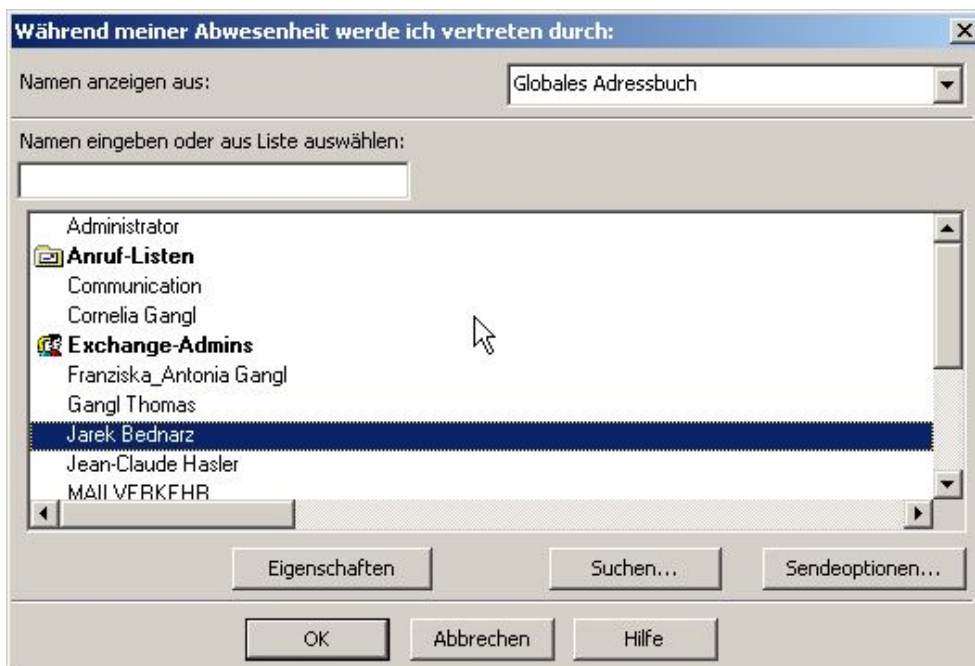 Während meiner Abwesenheit werde ich vertreten durch:
Namen anzeigen aus: Globales Adressbuch
Namen eingeben oder aus Liste auswählen:
Administrator
Anruf-Listen
Communication
Cornelia Gangl
Exchange-Admins
Franziska_Antonia Gangl
Gangl Thomas
Jarek Bednarz
Jean-Claude Hasler
MAILVERKEHR
Eigenschaften Suchen... Sendeoptionen...
OK Abbrechen Hilfe